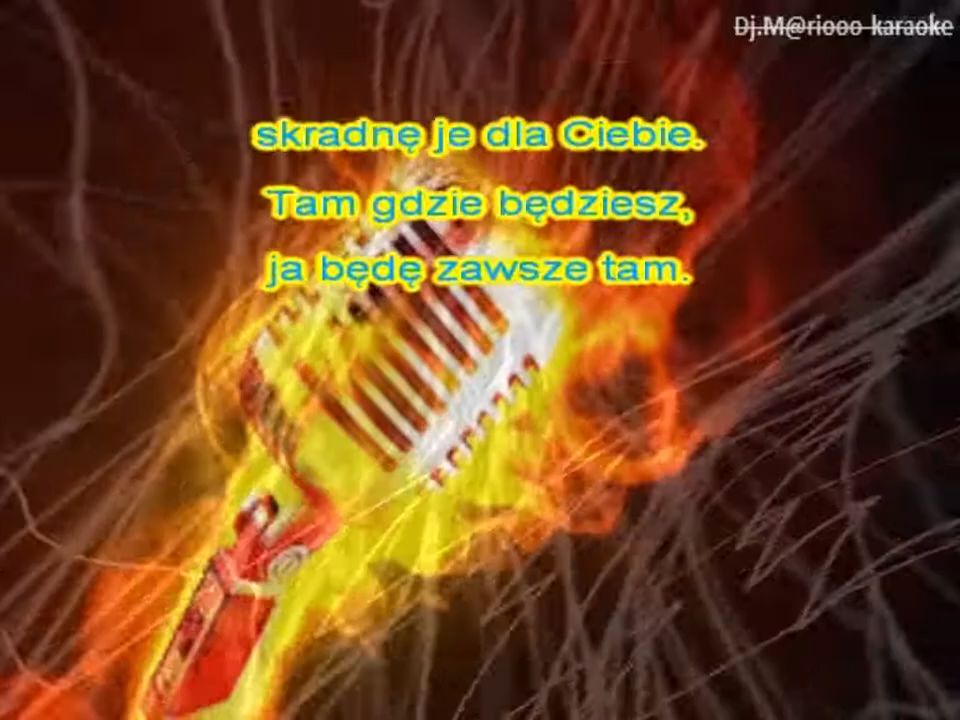 Dj.M@riooo karaoke
skradnę je dla Ciebie.
Tam gdzie będziesz,
ja będę zawsze tam.